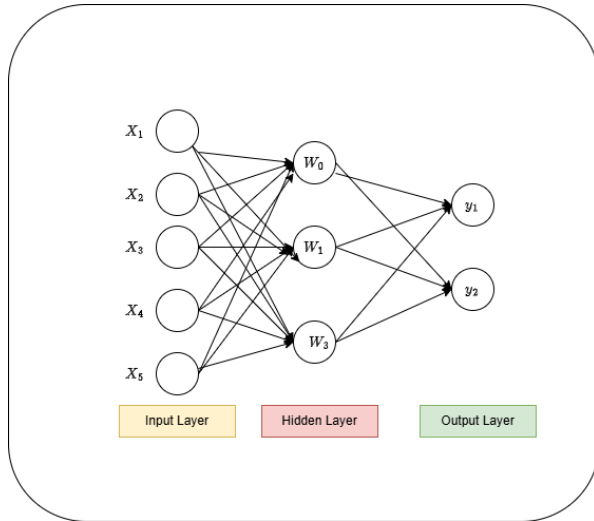 X₁
X₂
X₃
X₄
X₅
W₀
W₁
W₃
y₁
y₂
Input Layer
Hidden Layer
Output Layer